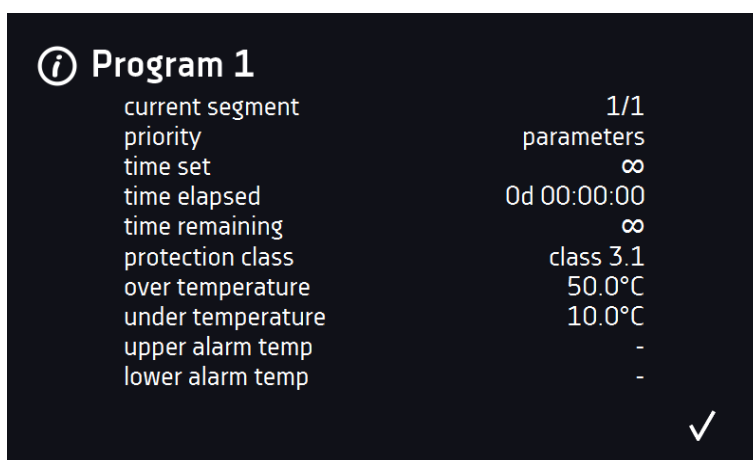 Program 1
current segment 1/1
priority parameters
time set ∞
time elapsed 0d 00:00:00
time remaining ∞
protection class class 3.1
over temperature 50.0°C
under temperature 10.0°C
upper alarm temp -
lower alarm temp -